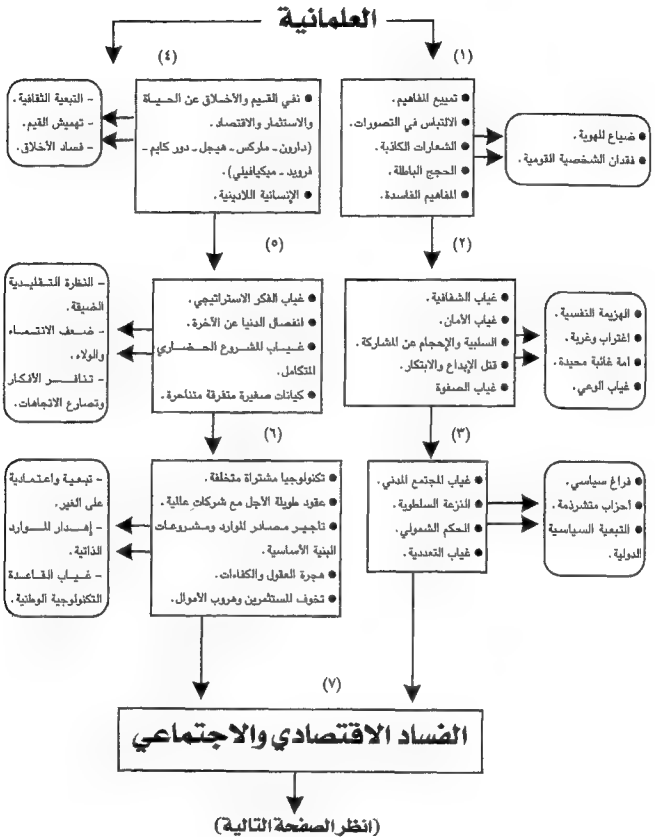 العلمانية
(١)
● تمييع المفاهيم.
● الالتباس في التصورات.
● الشعارات الكاذبة.
● الحجج الباطلة.
● المفاهيم الفاسدة.
● ضياع للهوية.
● فقدان الشخصية القومية.
(٢)
● غياب الشفافية.
● غياب الأمان.
● السلبية والإحجام عن المشاركة.
● قتل الإبداع والابتكار.
● غياب الصفوة
● الهزيمة النفسية.
● اغتراب وغربة.
● أمة غائبة محيدة.
● غياب الوعي.
(٣)
● غياب المجتمع المدني.
● النزعة السلطوية.
● الحكم الشمولي.
● غياب التعددية.
● فراغ سياسي.
● أحزاب متشرذمة.
● التبعية السياسية
الدولية.
(٤)
● نفي القيم والأخلاق عن الحياة
والاستثمار والاقتصاد.
(دارون - ماركس - هيجل - دور كايم -
فرويد - ميكيافيلي).
● الإنسانية اللادينية.
- التبعية الثقافية.
- تهميش القيم.
- فساد الأخلاق.
(٥)
● غياب الفكر الاستراتيجي.
● انفصال الدنيا عن الآخرة.
● غياب المشروع الحضاري
المتكامل.
● كيانات صغيرة متفرقة متناحرة.
- النظرة التقليدية
الضيقة.
- ضعف الانتماء
والولاء.
- تنافر الأفكار
وتصارع الاتجاهات.
(٦)
● تكنولوجيا مشتراة متخلفة.
● عقود طويلة الأجل مع شركات عالمية.
● تأجير مصادر الموارد ومشروعات
البنية الأساسية.
● هجرة العقول والكفاءات.
● تخوف المستثمرين وهروب الأموال.
- تبعية واعتمادية
على الغير.
- إهدار للموارد
الذاتية.
- غياب القاعدة
التكنولوجية الوطنية.
(٧)
الفساد الاقتصادي والاجتماعي
(انظر الصفحة التالية)